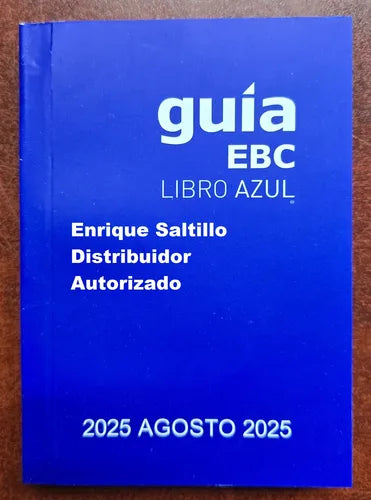 guía
EBC
LIBRO AZUL®
Enrique Saltillo
Distribuidor
Autorizado
2025 AGOSTO 2025